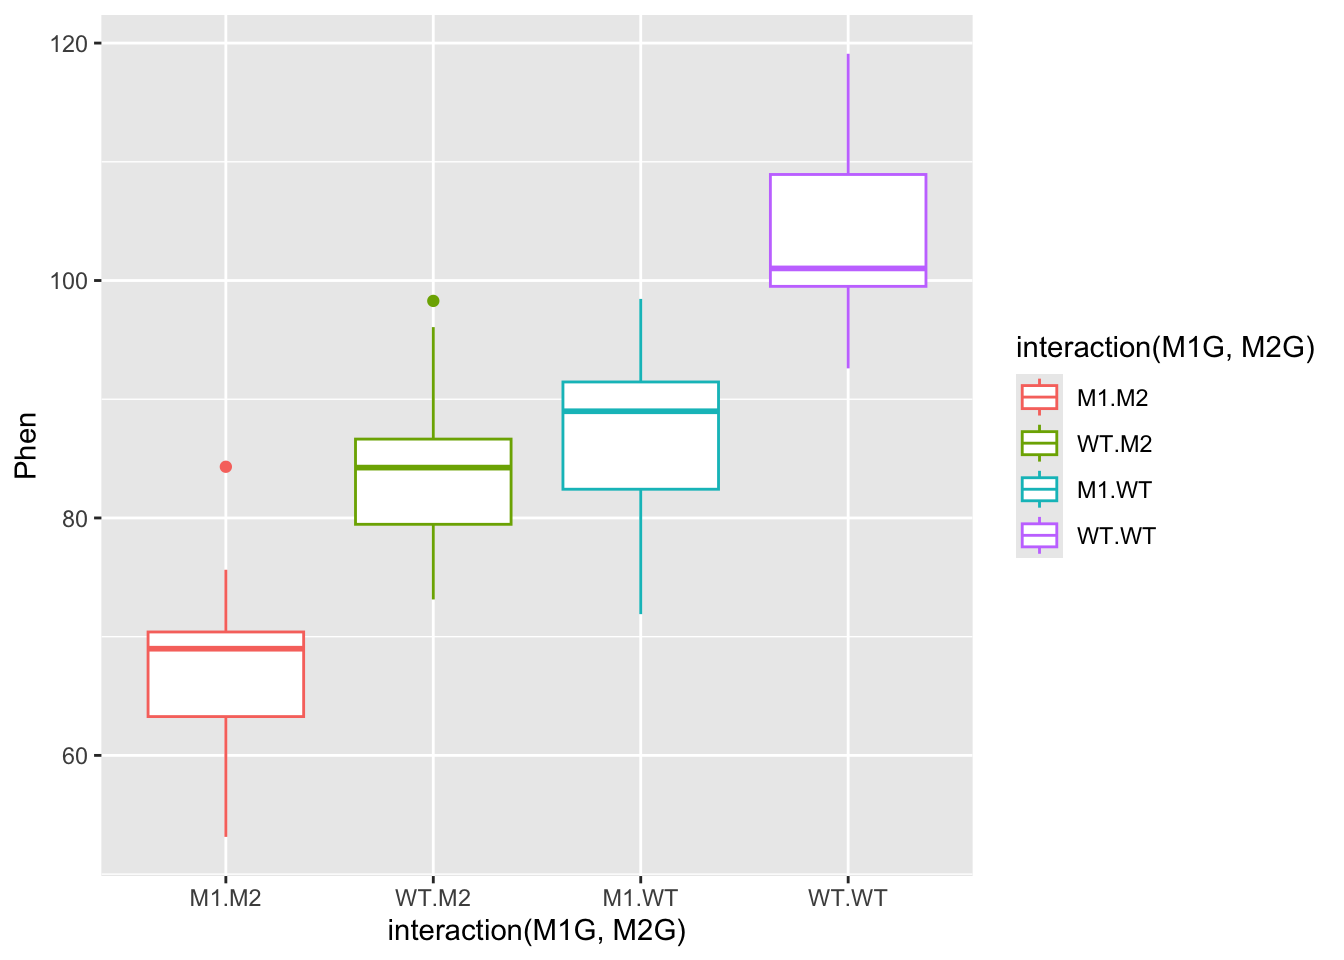 120
100
80
60
Phen
M1.M2
WT.M2
M1.WT
WT.WT
interaction(M1G, M2G)
interaction(M1G, M2G)
M1.M2
WT.M2
M1.WT
WT.WT